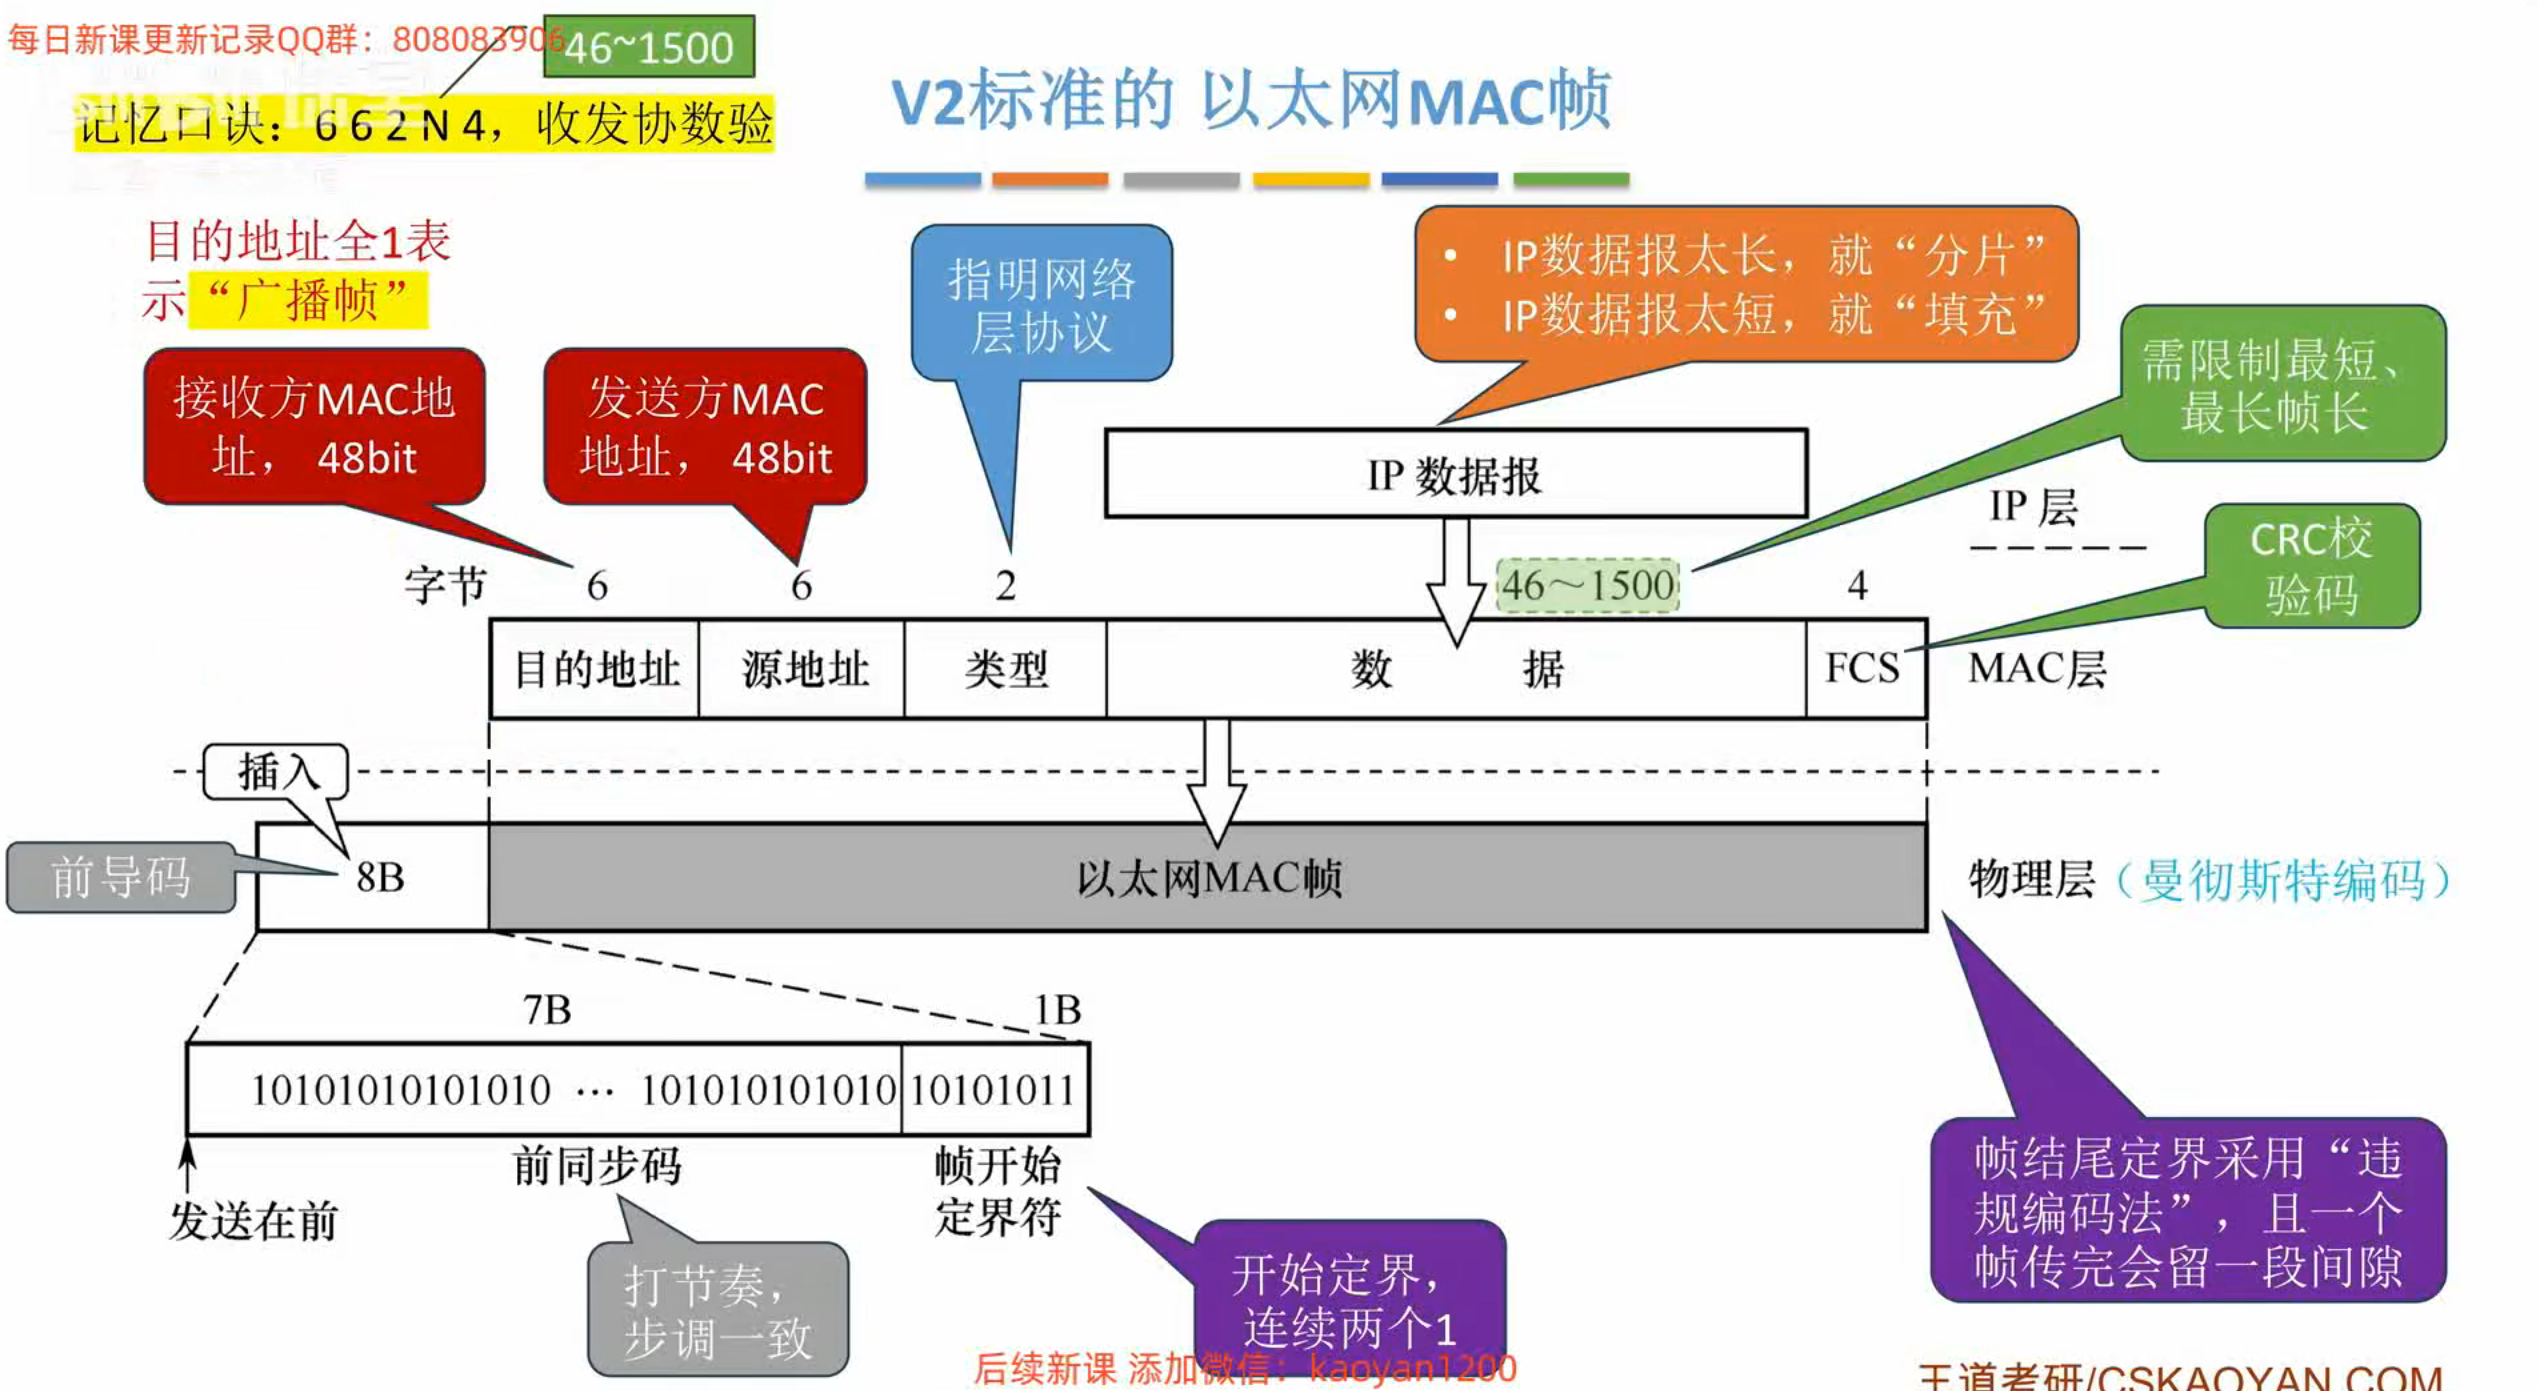 每日新课更新记录QQ群：808083906
46~1500
记忆口诀：6 6 2 N 4，收发协数验
V2标准的 以太网MAC帧
目的地址全1表
示“广播帧”
接收方MAC地
址， 48bit
发送方MAC
地址， 48bit
指明网络
层协议
• IP数据报太长，就“分片”
• IP数据报太短，就“填充”
需限制最短、
最长帧长
IP 数据报
IP 层
CRC校
验码
字节 6 6 2 46～1500 4
目的地址 源地址 类型 数 据 FCS MAC层
插入
前导码 8B 以太网MAC帧 物理层（曼彻斯特编码）
7B 1B
10101010101010 … 101010101010 10101011
前同步码 帧开始
定界符
发送在前
打节奏，
步调一致
开始定界，
连续两个1
帧结尾定界采用“违
规编码法”，且一个
帧传完会留一段间隙
后续新课 添加微信：kaoyan1200
王道考研/CSKAOYAN.COM